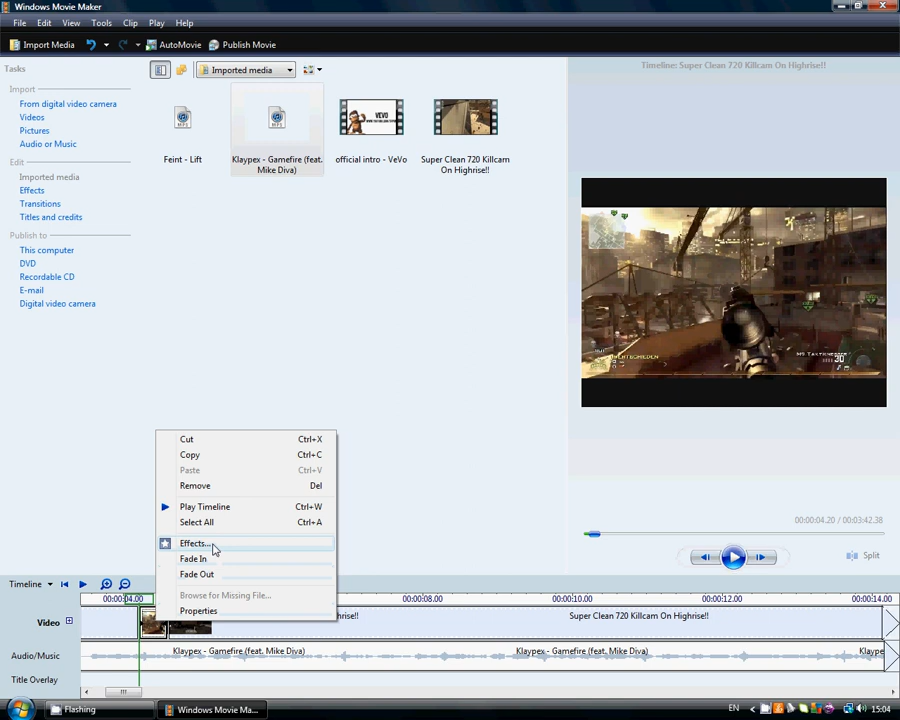 Windows Movie Maker
File Edit View Tools Clip Play Help
Import Media AutoMovie Publish Movie
Tasks
Imported media
Timeline: Super Clean 720 Killcam On Highrise!!
Import
From digital video camera
Videos
Pictures
Audio or Music
Edit
Imported media
Effects
Transitions
Titles and credits
Publish to
This computer
DVD
Recordable CD
E-mail
Digital video camera
Feint - Lift
Klaypex - Gamefire (feat.
Mike Diva)
official intro - VeVo
Super Clean 720 Killcam
On Highrise!!
VEVO
30
Cut Ctrl+X
Copy Ctrl+C
Paste Ctrl+V
Remove Del
Play Timeline Ctrl+W
Select All Ctrl+A
Effects...
Fade In
Fade Out
Browse for Missing File...
Properties
00:00:04.20 / 00:03:42.38
Split
Timeline
00:00:04.00 00:00:08.00 00:00:10.00 00:00:12.00 00:00:14.00
Video
hrise!! Super Clean 720 Killcam On Highrise!!
Audio/Music
Klaypex - Gamefire (feat. Mike Diva) Klaypex - Gamefire (feat. Mike Diva) Klaype
Title Overlay
Flashing
Windows Movie Ma...
EN
15:04